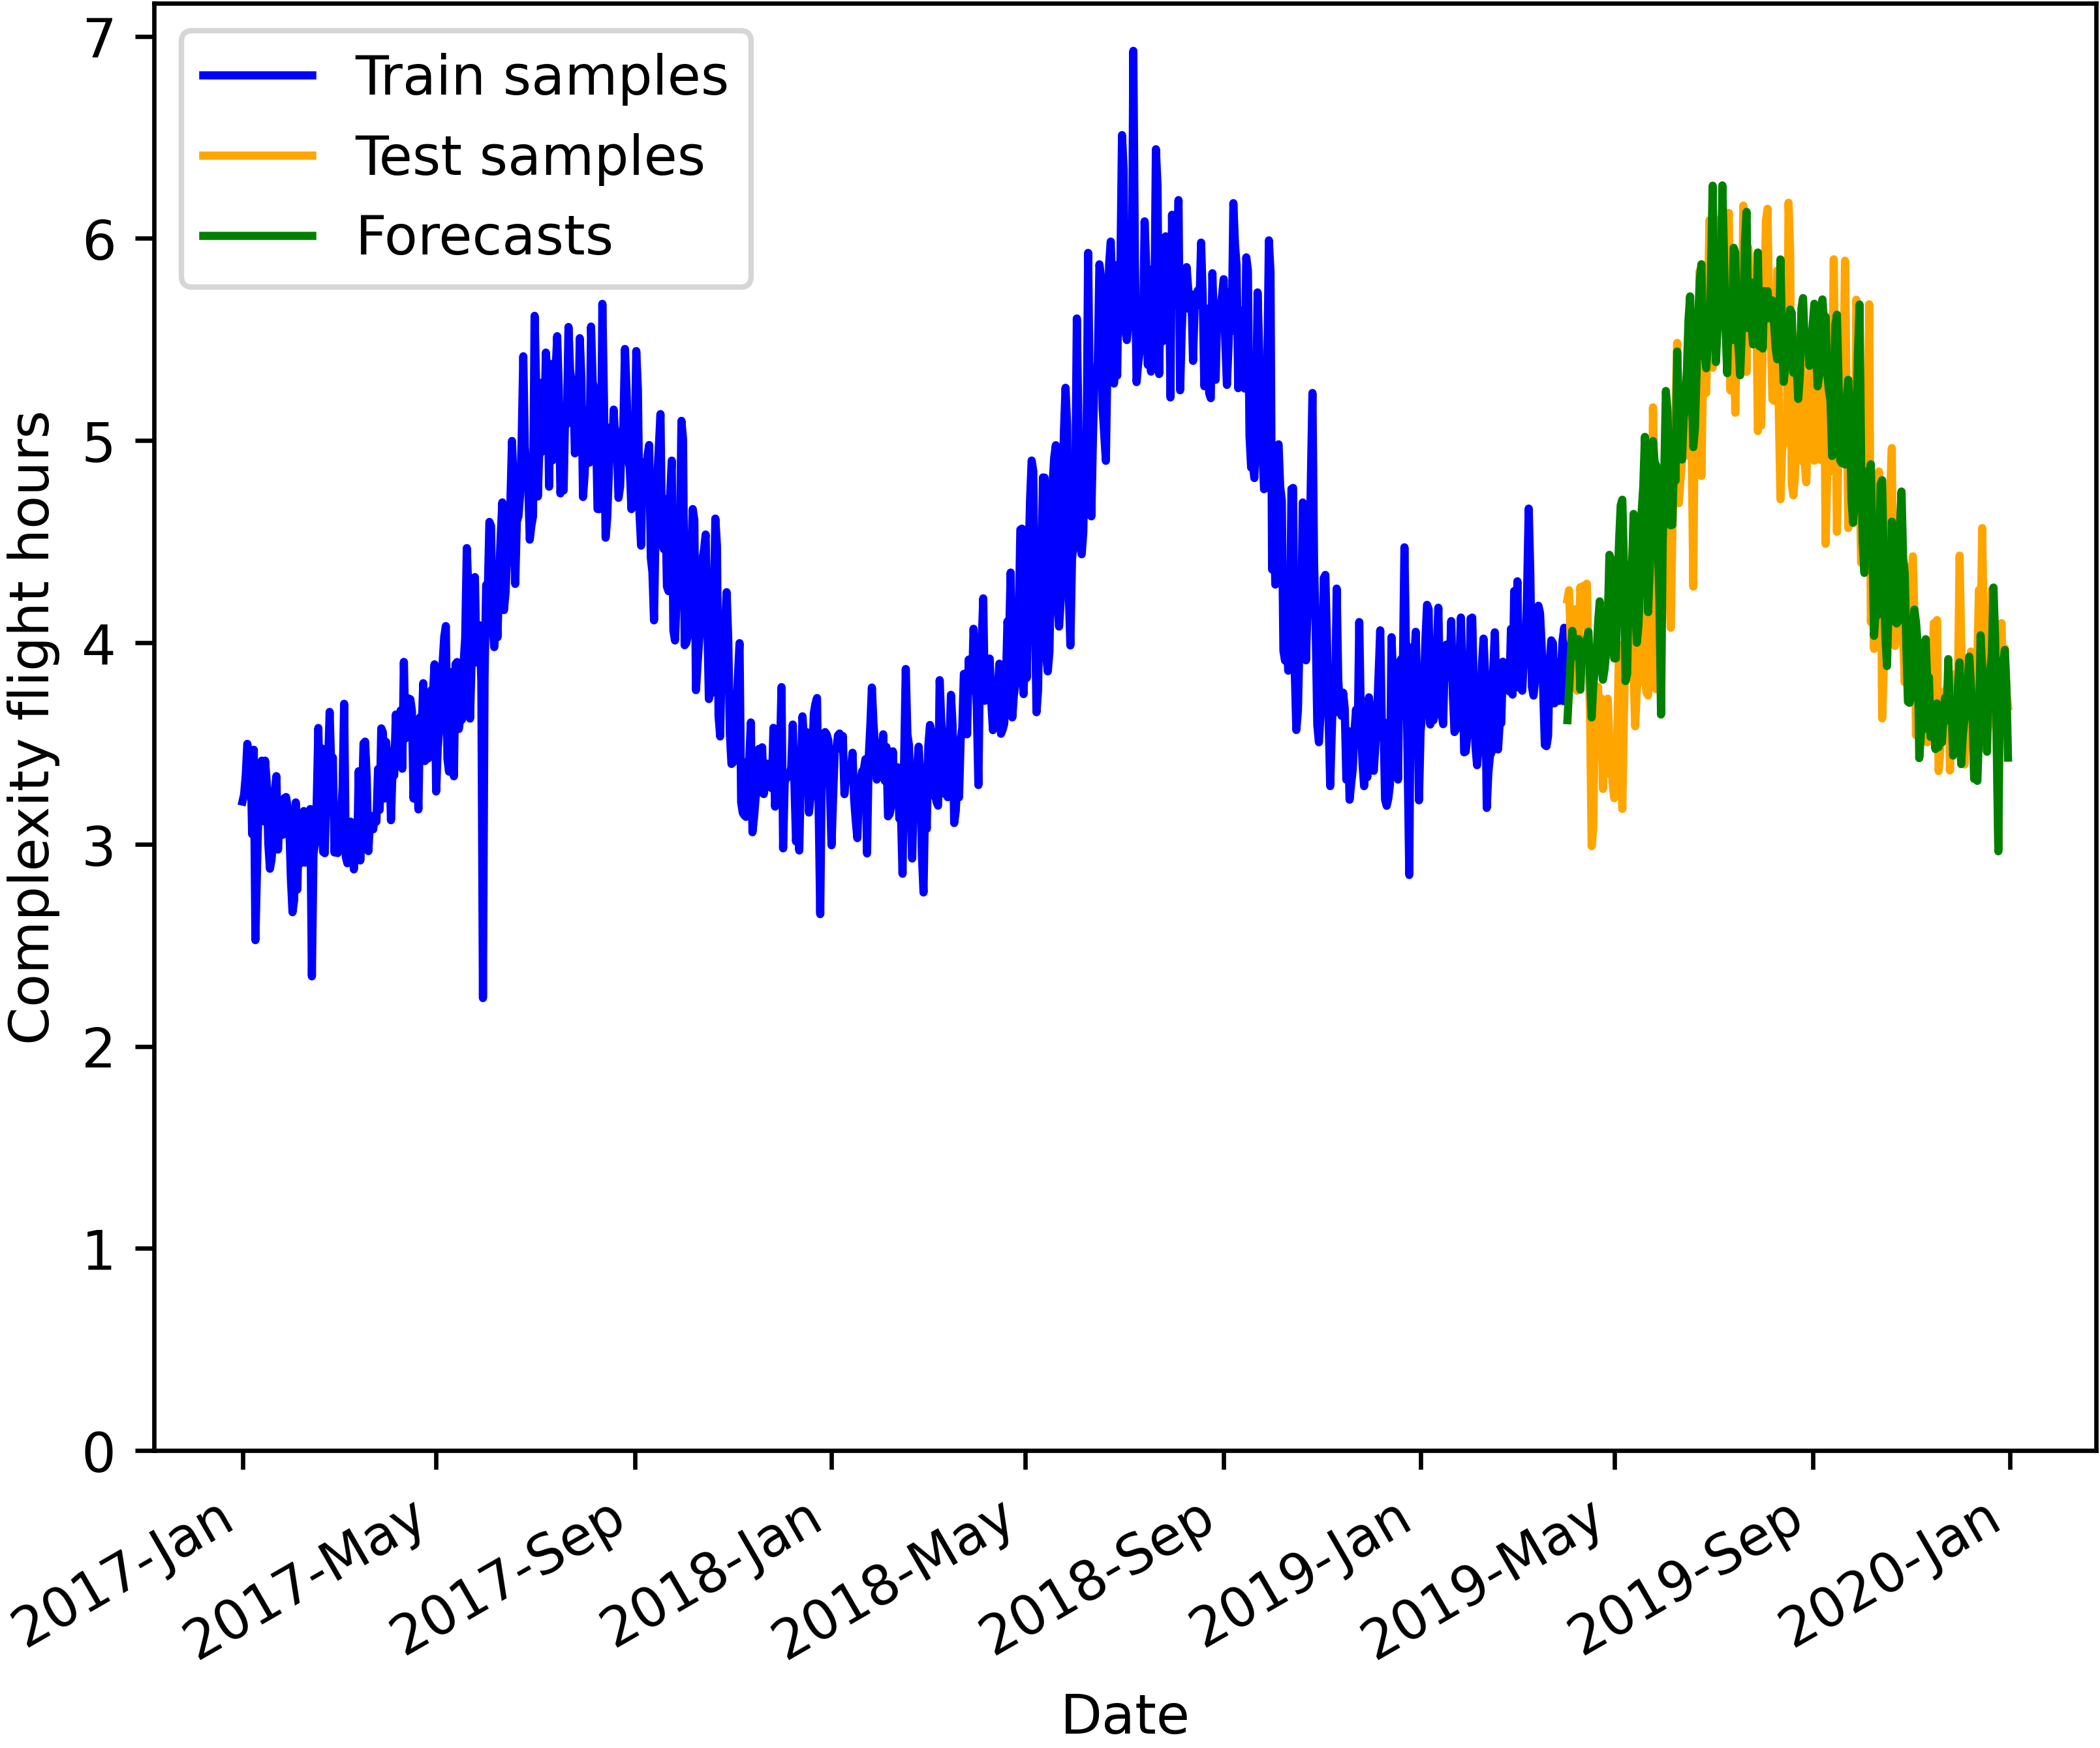 7
6
5
4
3
2
1
0
Complexity flight hours
Train samples
Test samples
Forecasts
2017-Jan
2017-May
2017-Sep
2018-Jan
2018-May
2018-Sep
2019-Jan
2019-May
2019-Sep
2020-Jan
Date